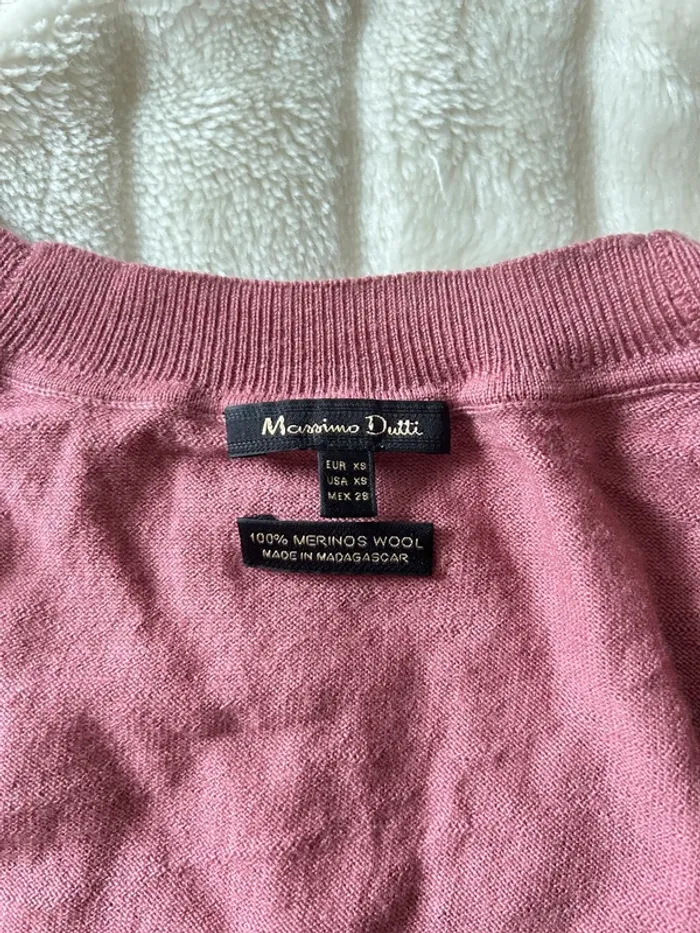 Massimo Dutti
EUR XS
USA XS
MEX 28
100% MERINOS WOOL
MADE IN MADAGASCAR